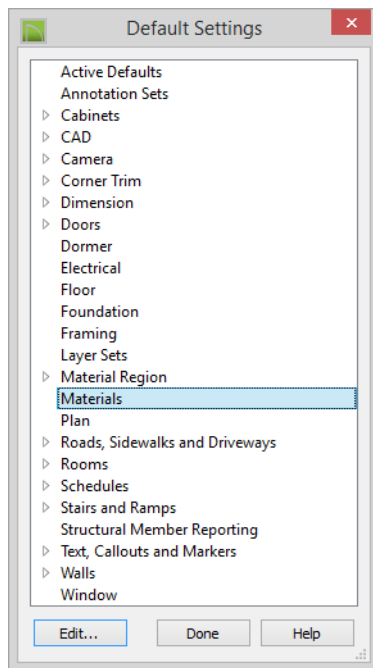 Default Settings
Active Defaults
Annotation Sets
Cabinets
CAD
Camera
Corner Trim
Dimension
Doors
Dormer
Electrical
Floor
Foundation
Framing
Layer Sets
Material Region
Materials
Plan
Roads, Sidewalks and Driveways
Rooms
Schedules
Stairs and Ramps
Structural Member Reporting
Text, Callouts and Markers
Walls
Window
Edit... Done Help